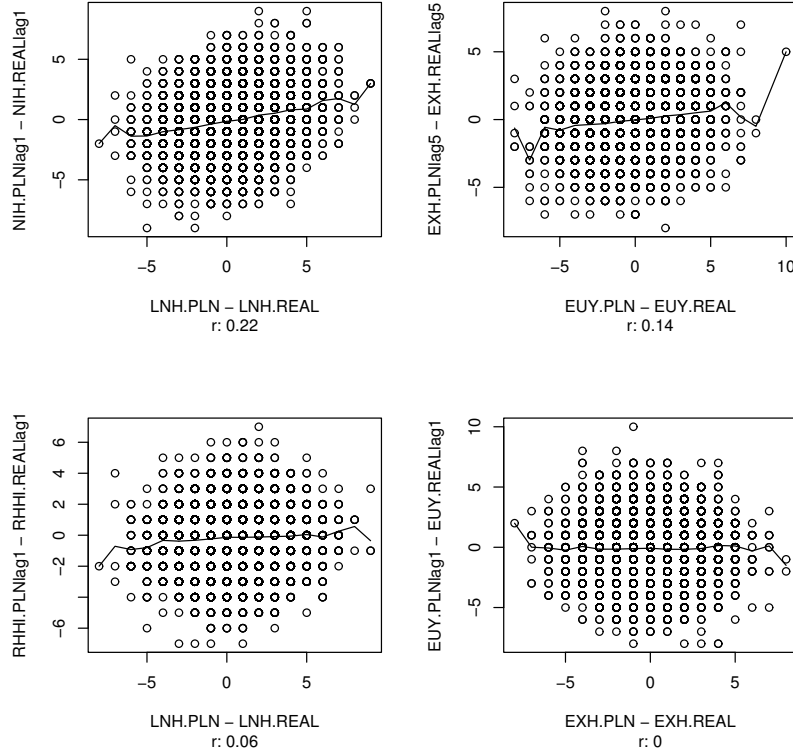 NIH.PLNlag1 − NIH.REALlag1
5
0
−5
−5
0
5
LNH.PLN − LNH.REAL
r: 0.22
EXH.PLNlag5 − EXH.REALlag5
5
0
−5
−5
0
5
10
EUY.PLN − EUY.REAL
r: 0.14
RHHI.PLNlag1 − RHHI.REALlag1
6
4
2
0
−2
−6
−5
0
5
LNH.PLN − LNH.REAL
r: 0.06
EUY.PLNlag1 − EUY.REALlag1
10
5
0
−5
−5
0
5
EXH.PLN − EXH.REAL
r: 0